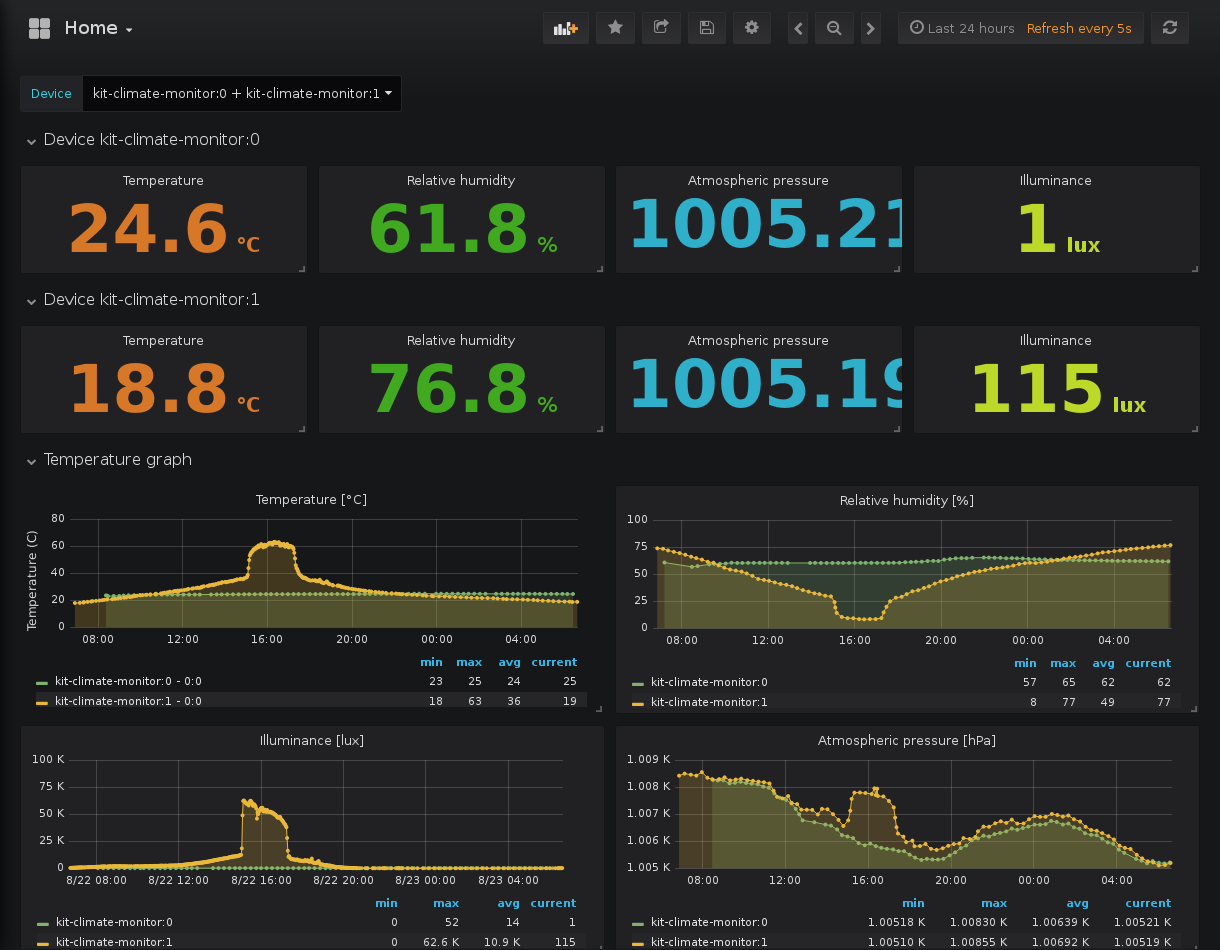 Home
Last 24 hours Refresh every 5s
Device kit-climate-monitor:0 + kit-climate-monitor:1
Device kit-climate-monitor:0
Temperature Relative humidity Atmospheric pressure Illuminance
24.6 °C 61.8 % 1005.21 1 lux
Device kit-climate-monitor:1
Temperature Relative humidity Atmospheric pressure Illuminance
18.8 °C 76.8 % 1005.19 115 lux
Temperature graph
Temperature [°C]
Temperature (C)
80
60
40
20
0
08:00 12:00 16:00 20:00 00:00 04:00
min max avg current
kit-climate-monitor:0 - 0:0 23 25 24 25
kit-climate-monitor:1 - 0:0 18 63 36 19
Relative humidity [%]
100
75
50
25
0
08:00 12:00 16:00 20:00 00:00 04:00
min max avg current
kit-climate-monitor:0 57 65 62 62
kit-climate-monitor:1 8 77 49 77
Illuminance [lux]
100 K
75 K
50 K
25 K
0
8/22 08:00 8/22 12:00 8/22 16:00 8/22 20:00 8/23 00:00 8/23 04:00
min max avg current
kit-climate-monitor:0 0 52 14 1
kit-climate-monitor:1 0 62.6 K 10.9 K 115
Atmospheric pressure [hPa]
1.009 K
1.008 K
1.007 K
1.006 K
1.005 K
08:00 12:00 16:00 20:00 00:00 04:00
min max avg current
kit-climate-monitor:0 1.00518 K 1.00830 K 1.00639 K 1.00521 K
kit-climate-monitor:1 1.00510 K 1.00855 K 1.00692 K 1.00519 K